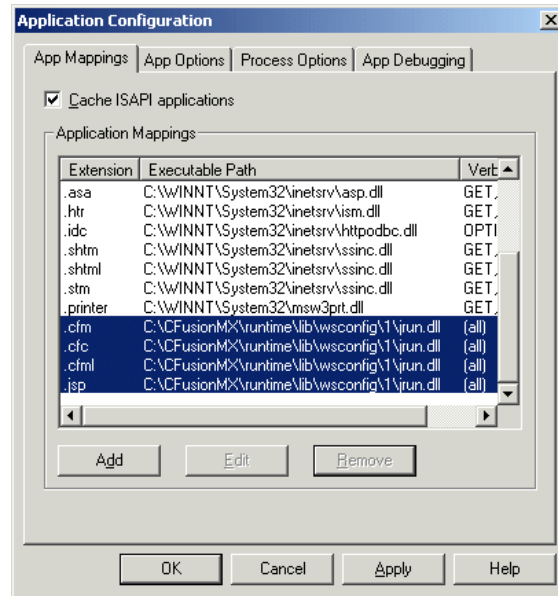 Application Configuration
App Mappings App Options Process Options App Debugging
Cache ISAPI applications
Application Mappings
Extension Executable Path Verb
.asa C:\WINNT\System32\inetsrv\asp.dll GET,
.htr C:\WINNT\System32\inetsrv\ism.dll GET,
.idc C:\WINNT\System32\inetsrv\httpodbc.dll OPTI
.shtm C:\WINNT\System32\inetsrv\ssinc.dll GET,
.shtml C:\WINNT\System32\inetsrv\ssinc.dll GET,
.stm C:\WINNT\System32\inetsrv\ssinc.dll GET,
.printer C:\WINNT\System32\msw3prt.dll GET,
.cfm C:\CFusionMX\runtime\lib\wsconfig\1\jrun.dll (all)
.cfc C:\CFusionMX\runtime\lib\wsconfig\1\jrun.dll (all)
.cfml C:\CFusionMX\runtime\lib\wsconfig\1\jrun.dll (all)
.jsp C:\CFusionMX\runtime\lib\wsconfig\1\jrun.dll (all)
Add Edit Remove
OK Cancel Apply Help